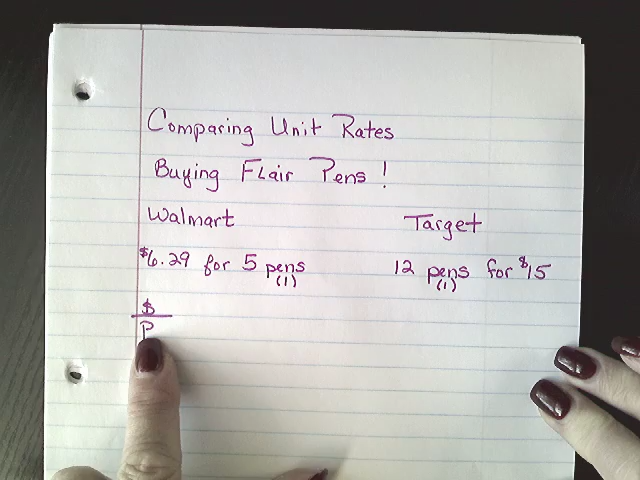 Comparing Unit Rates
Buying Flair Pens!
Walmart Target
$6.29 for 5 pens 12 pens for $15
(1) (1)
$
P